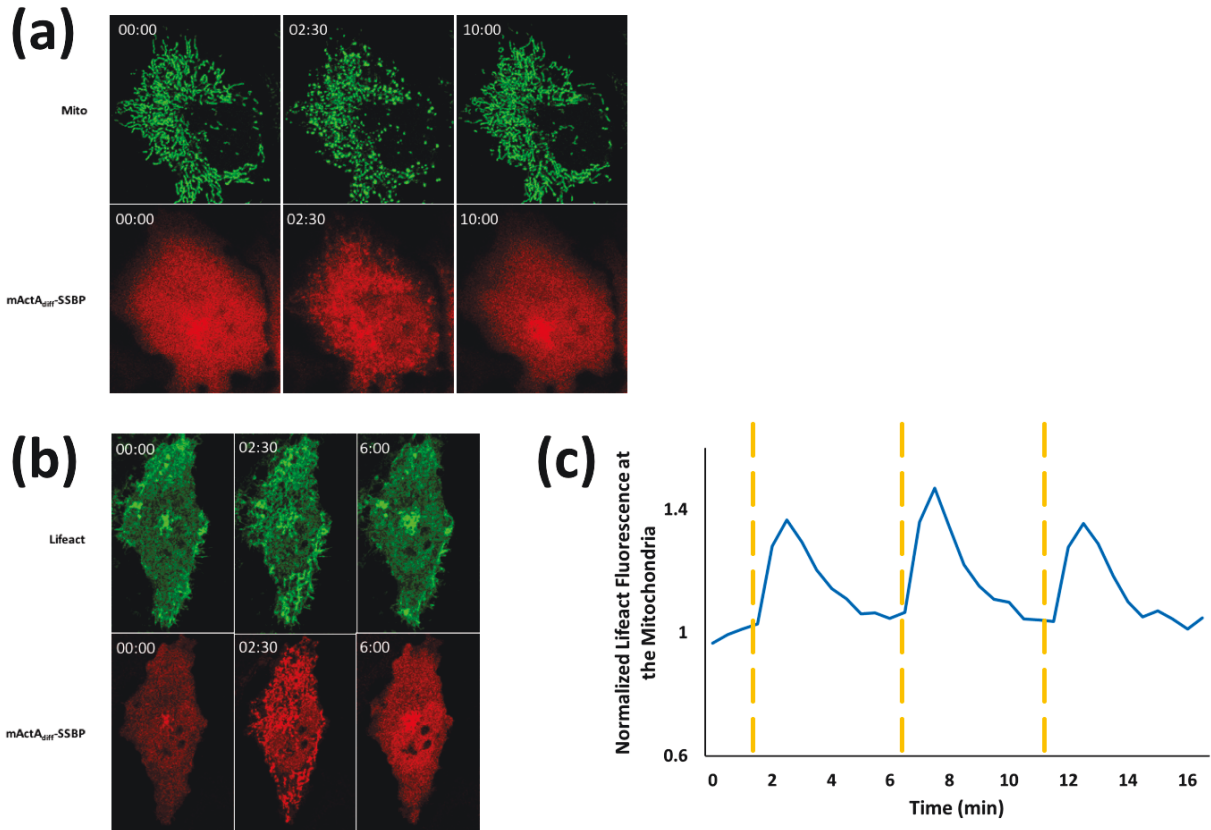 (a)
00:00
02:30
10:00
Mito
00:00
02:30
10:00
mActAdiff-SSBP
(b)
00:00
02:30
6:00
Lifeact
00:00
02:30
6:00
mActAdiff-SSBP
(c)
Normalized Lifeact Fluorescence at
the Mitochondria
1.4
1
0.6
0 2 4 6 8 10 12 14 16
Time (min)